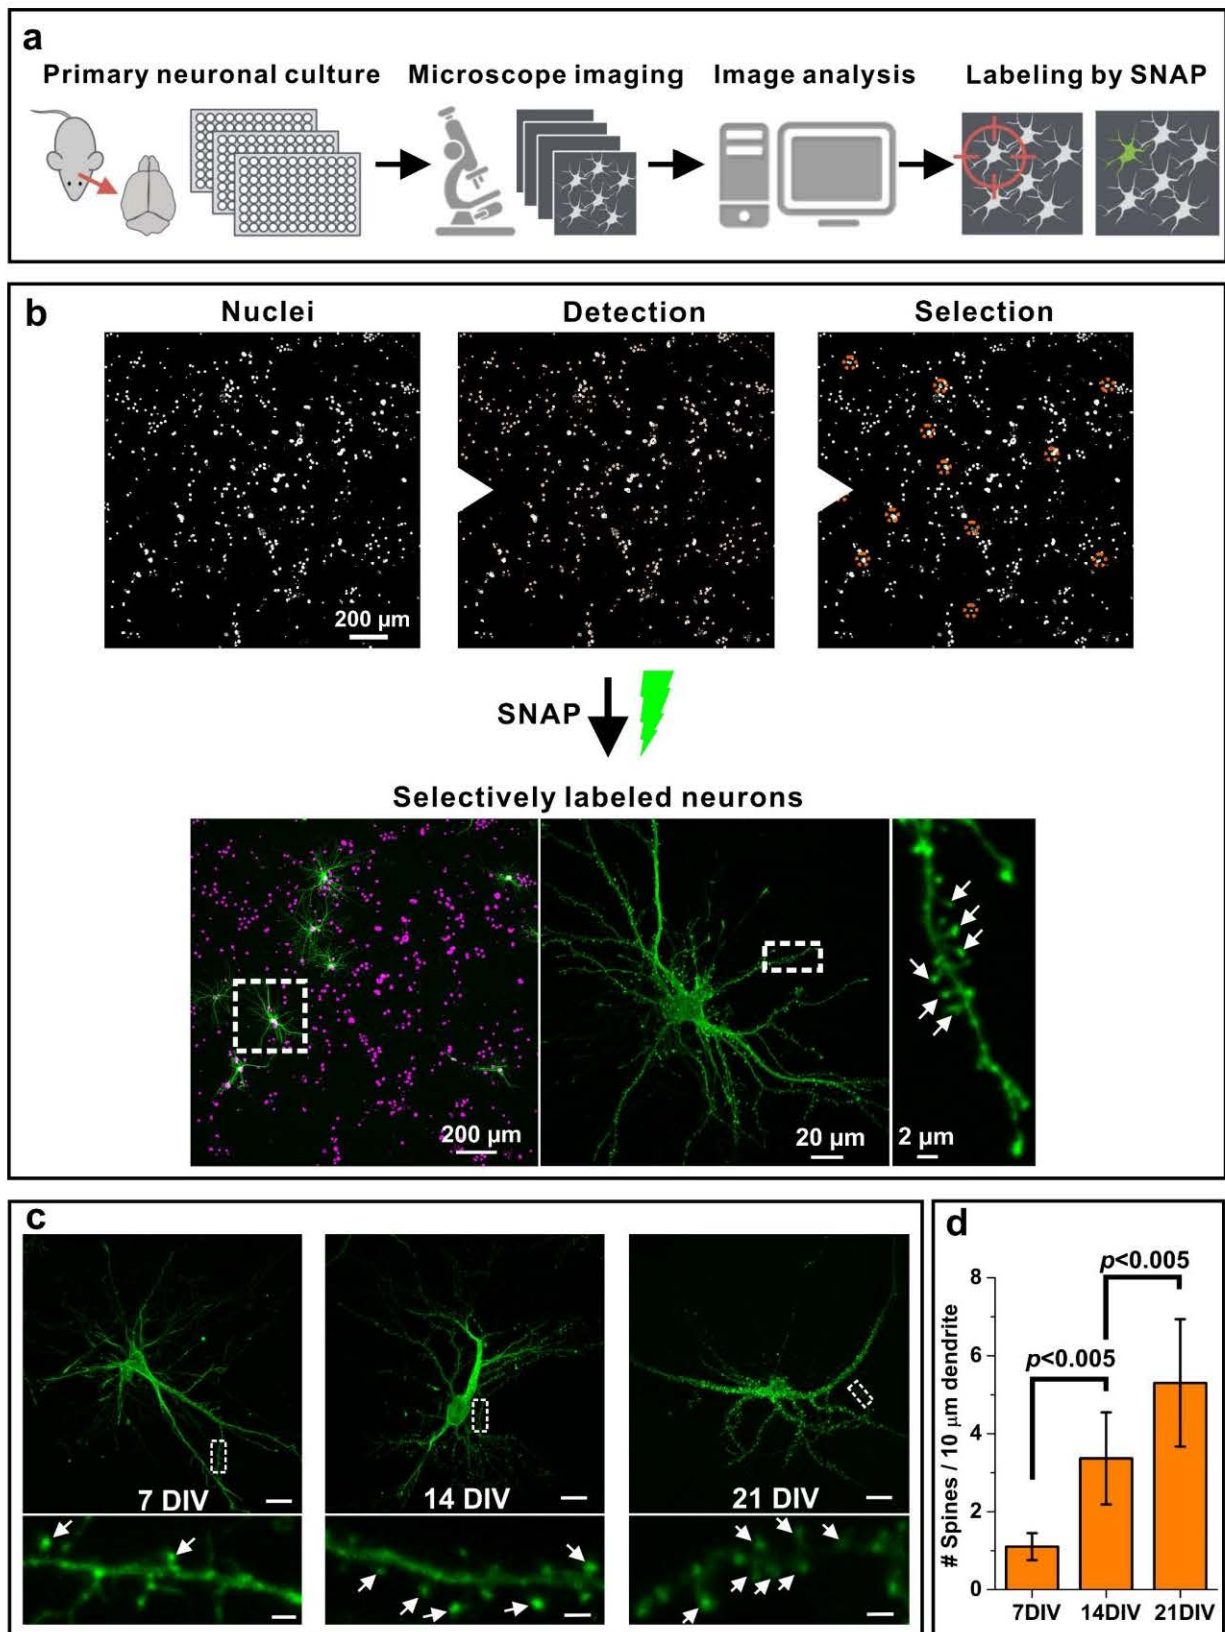 a
Primary neuronal culture
Microscope imaging
Image analysis
Labeling by SNAP
b
Nuclei
Detection
Selection
200 µm
SNAP
Selectively labeled neurons
200 µm
20 µm
2 µm
c
7 DIV
14 DIV
21 DIV
d
p<0.005
p<0.005
# Spines / 10 µm dendrite
8
6
4
2
0
7DIV
14DIV
21DIV